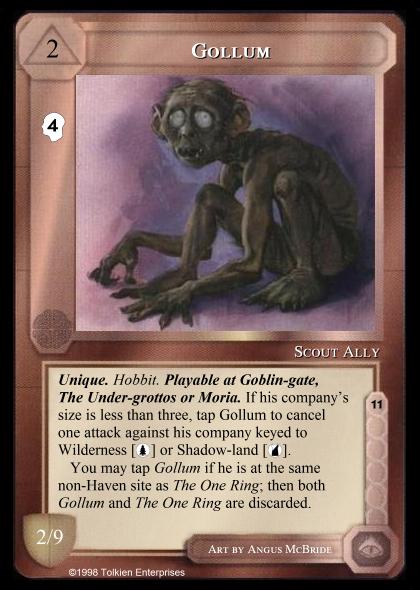 2
GOLLUM
4
SCOUT ALLY
Unique. Hobbit. Playable at Goblin-gate,
The Under-grottos or Moria. If his company's
size is less than three, tap Gollum to cancel
one attack against his company keyed to
Wilderness [ ] or Shadow-land [ ].
You may tap Gollum if he is at the same
non-Haven site as The One Ring; then both
Gollum and The One Ring are discarded.
11
2/9
ART BY ANGUS MCBRIDE
©1998 Tolkien Enterprises